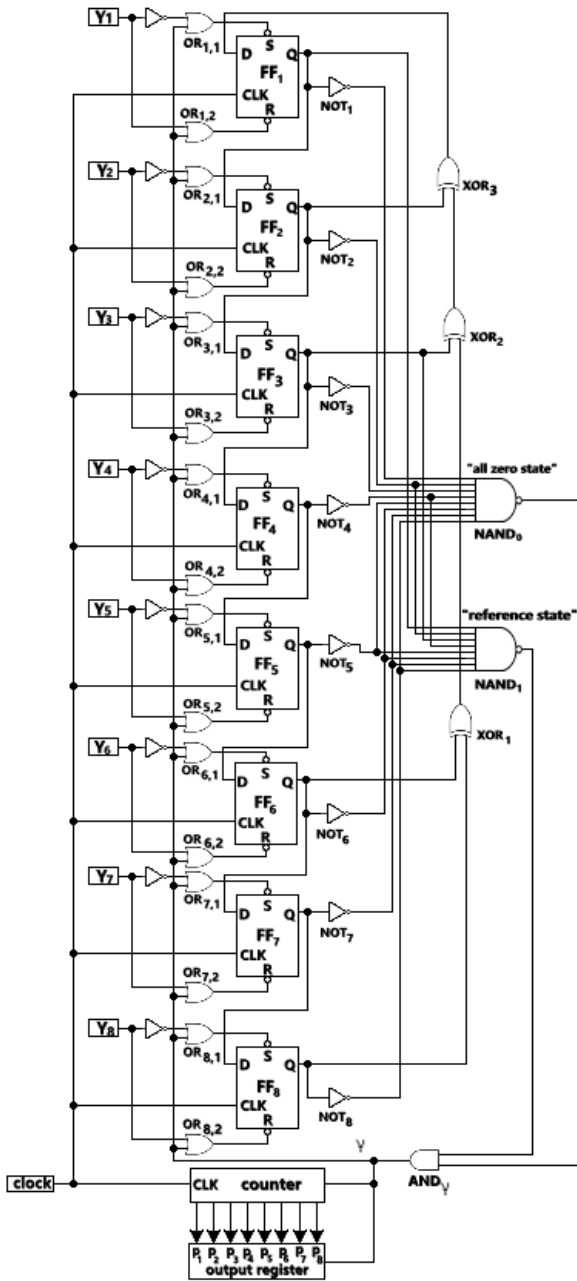 Y1
OR1,1
S
D
Q
FF1
CLK
R
OR1,2
NOT1
Y2
OR2,1
S
D
Q
FF2
CLK
R
OR2,2
NOT2
XOR3
Y3
OR3,1
S
D
Q
FF3
CLK
R
OR3,2
NOT3
XOR2
Y4
OR4,1
S
D
Q
FF4
CLK
R
OR4,2
NOT4
"all zero state"
NAND0
Y5
OR5,1
S
D
Q
FF5
CLK
R
OR5,2
NOT5
"reference state"
NAND1
Y6
OR6,1
S
D
Q
FF6
CLK
R
OR6,2
NOT6
XOR1
Y7
OR7,1
S
D
Q
FF7
CLK
R
OR7,2
NOT7
Y8
OR8,1
S
D
Q
FF8
CLK
R
OR8,2
NOT8
γ
ANDγ
clock
CLK counter
P1 P2 P3 P4 P5 P6 P7 P8
output register